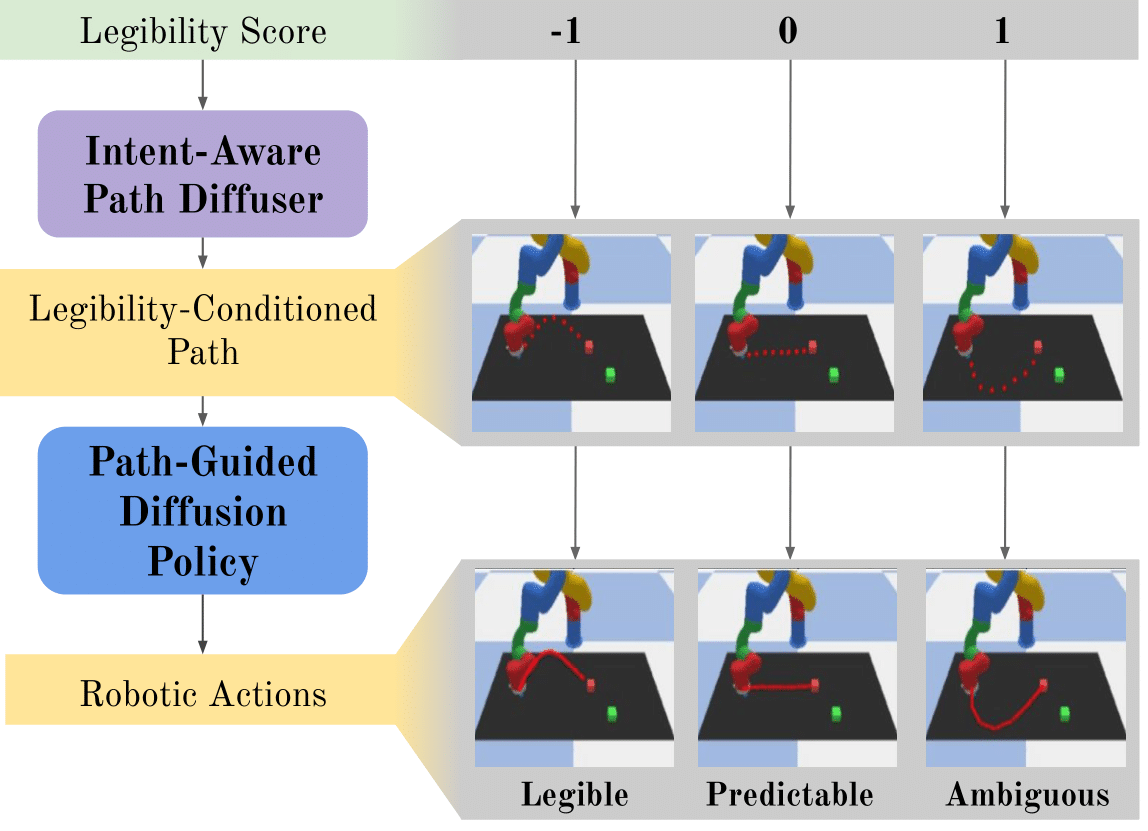 Legibility Score
-1
0
1
Intent-Aware
Path Diffuser
Legibility-Conditioned
Path
Path-Guided
Diffusion
Policy
Robotic Actions
Legible
Predictable
Ambiguous